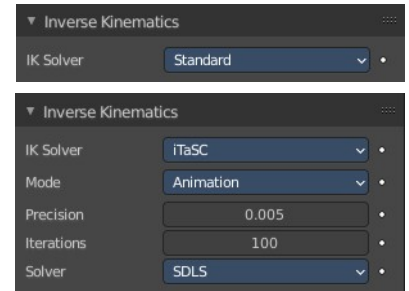 Inverse Kinematics
IK Solver Standard
Inverse Kinematics
IK Solver iTaSC
Mode Animation
Precision 0.005
Iterations 100
Solver SDLS